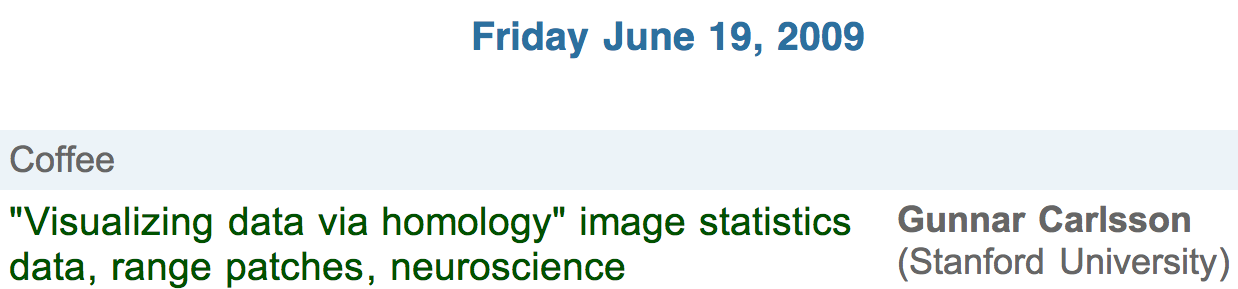 Friday June 19, 2009
Coffee
"Visualizing data via homology" image statistics
data, range patches, neuroscience
Gunnar Carlsson
(Stanford University)